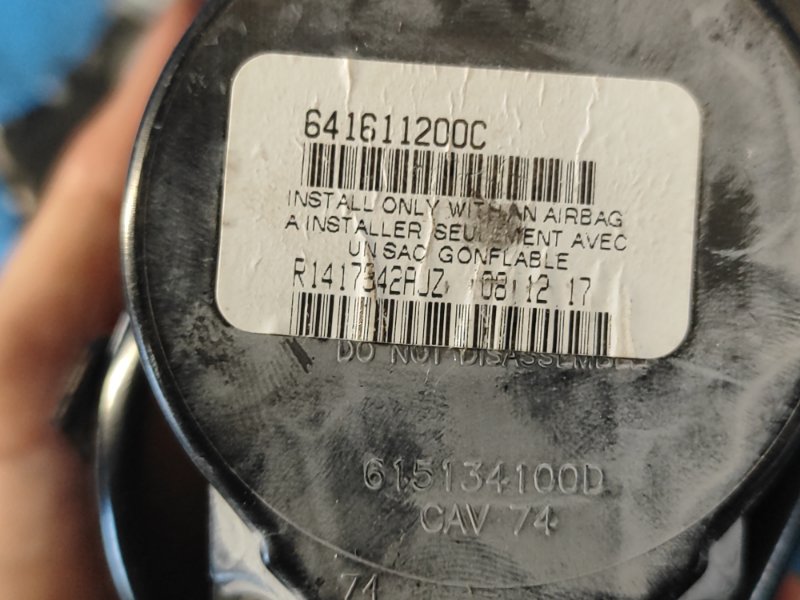 641611200C
INSTALL ONLY WITH AN AIRBAG
A INSTALLER SEULEMENT AVEC
UN SAC GONFLABLE
08 12 17
DO NOT DISASSEMBLE
615134100D
CAV 74
74